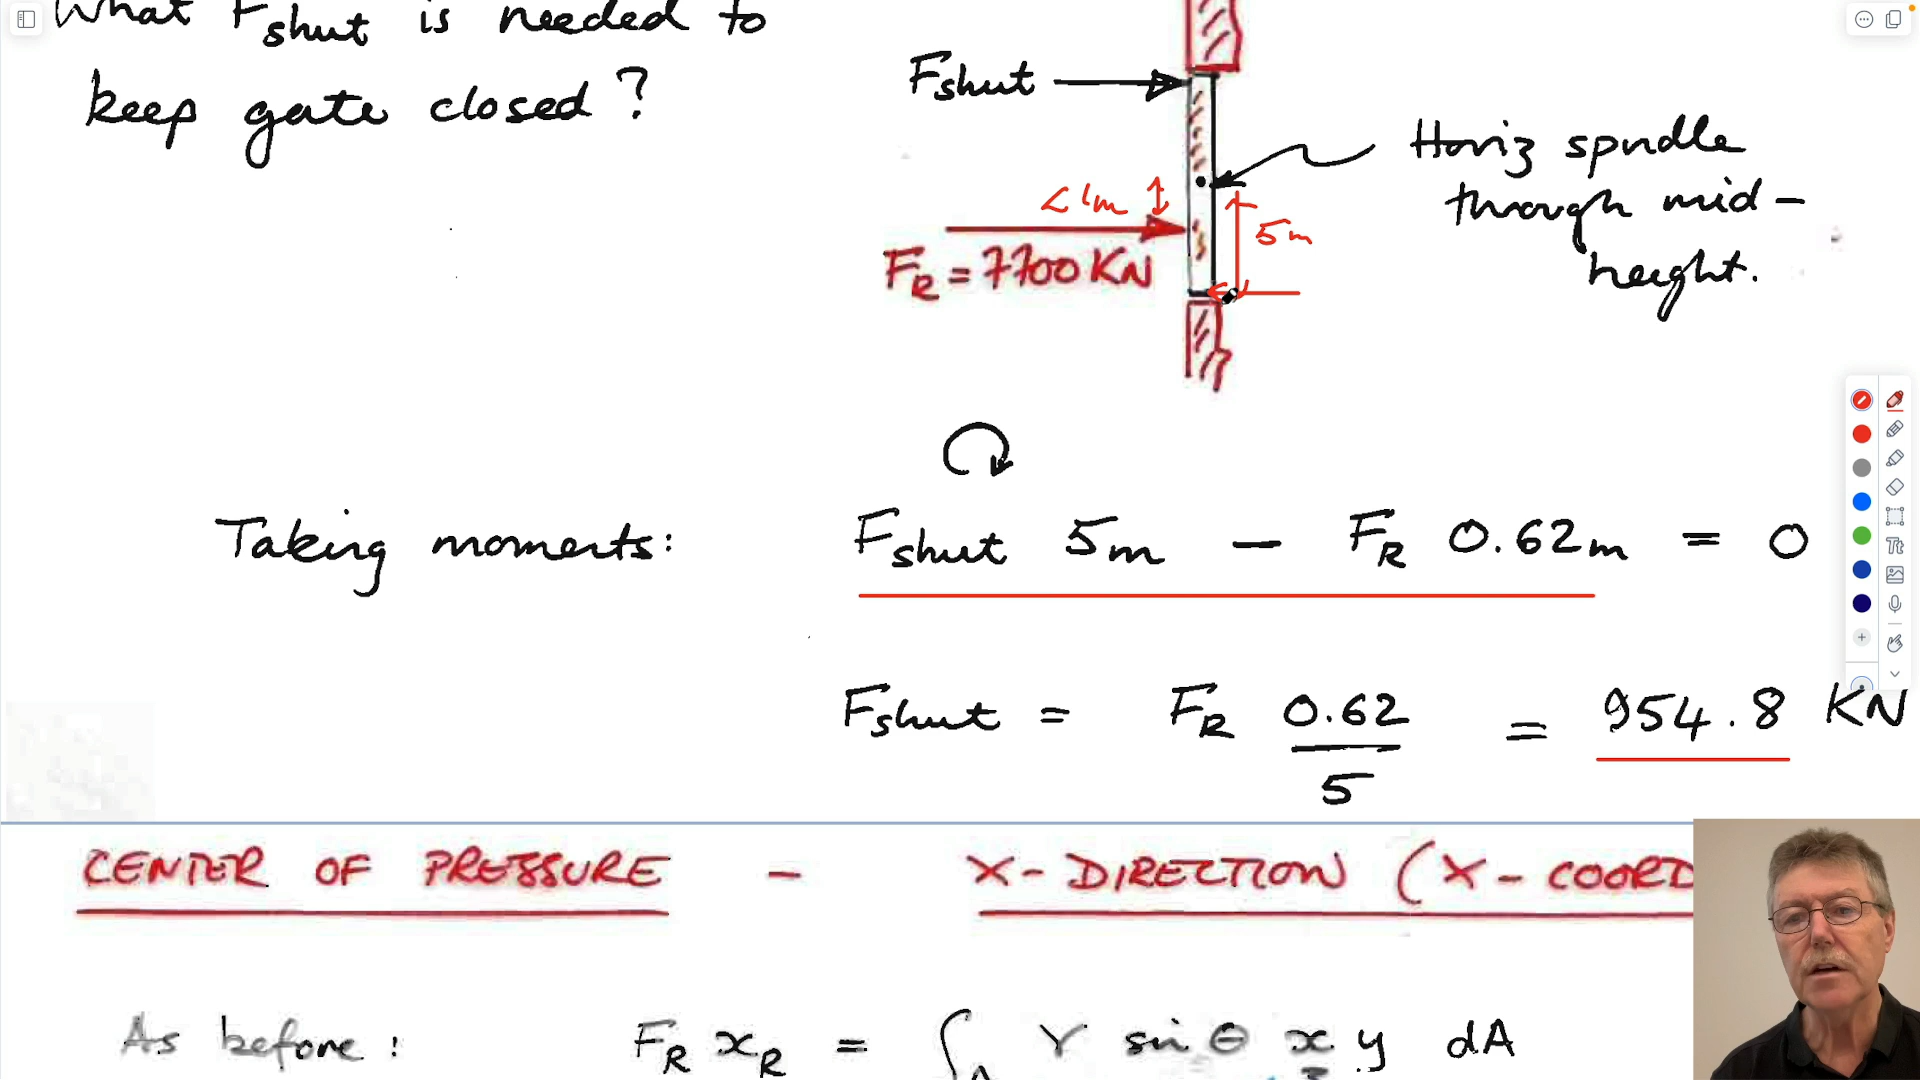 What Fshut is needed to
keep gate closed?
Fshut
Horiz spindle
through mid-
height.
< 1m
5m
FR = 7700 KN
Taking moments: Fshut 5m - FR 0.62m = 0
Fshut = FR 0.62 / 5 = 954.8 KN
CENTER OF PRESSURE - X-DIRECTION (X-COORD
As before: FR xR = ∫A γ sin θ x y dA
Tt